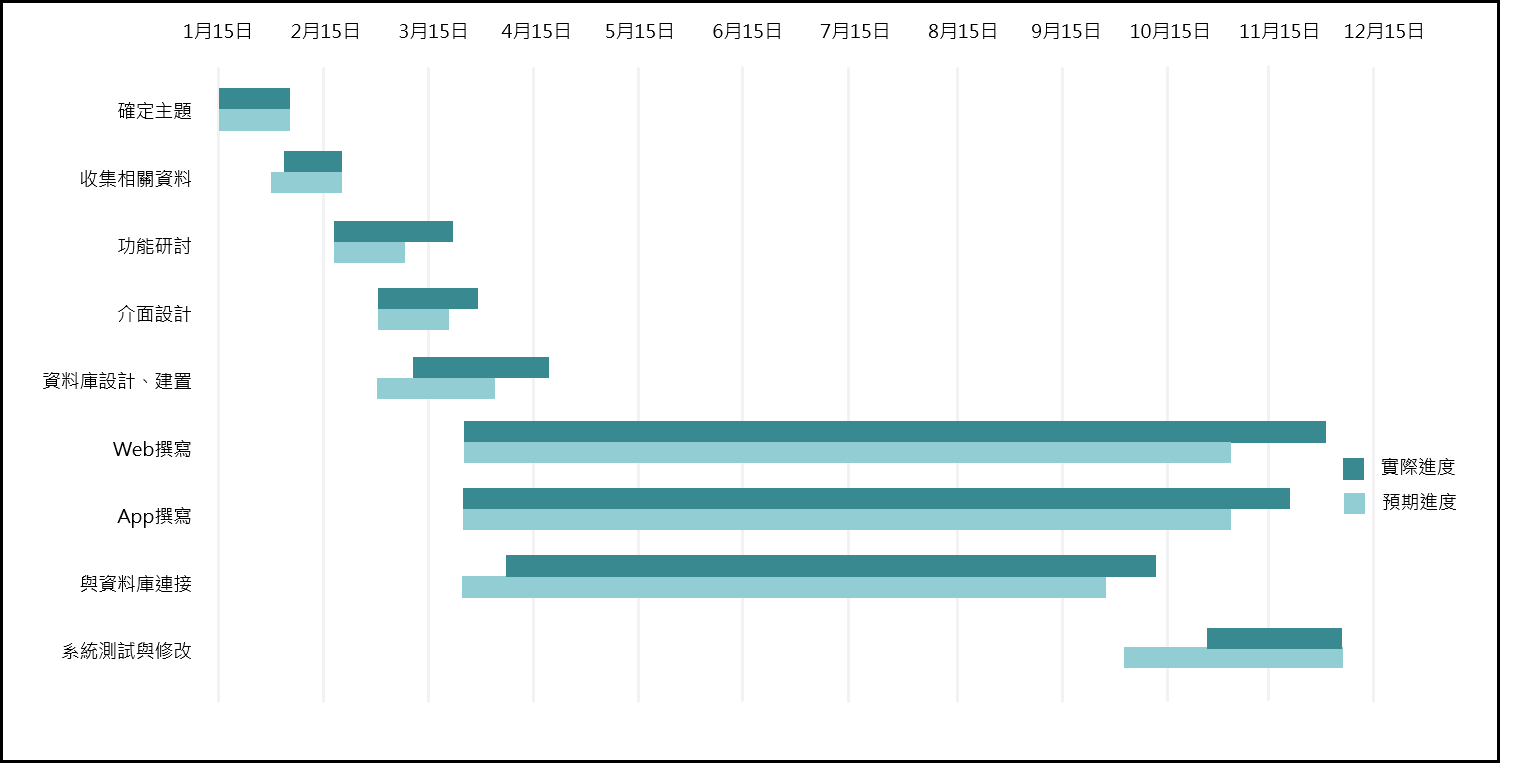 1月15日 2月15日 3月15日 4月15日 5月15日 6月15日 7月15日 8月15日 9月15日 10月15日 11月15日 12月15日
確定主題
收集相關資料
功能研討
介面設計
資料庫設計、建置
Web撰寫
App撰寫
與資料庫連接
系統測試與修改
實際進度
預期進度